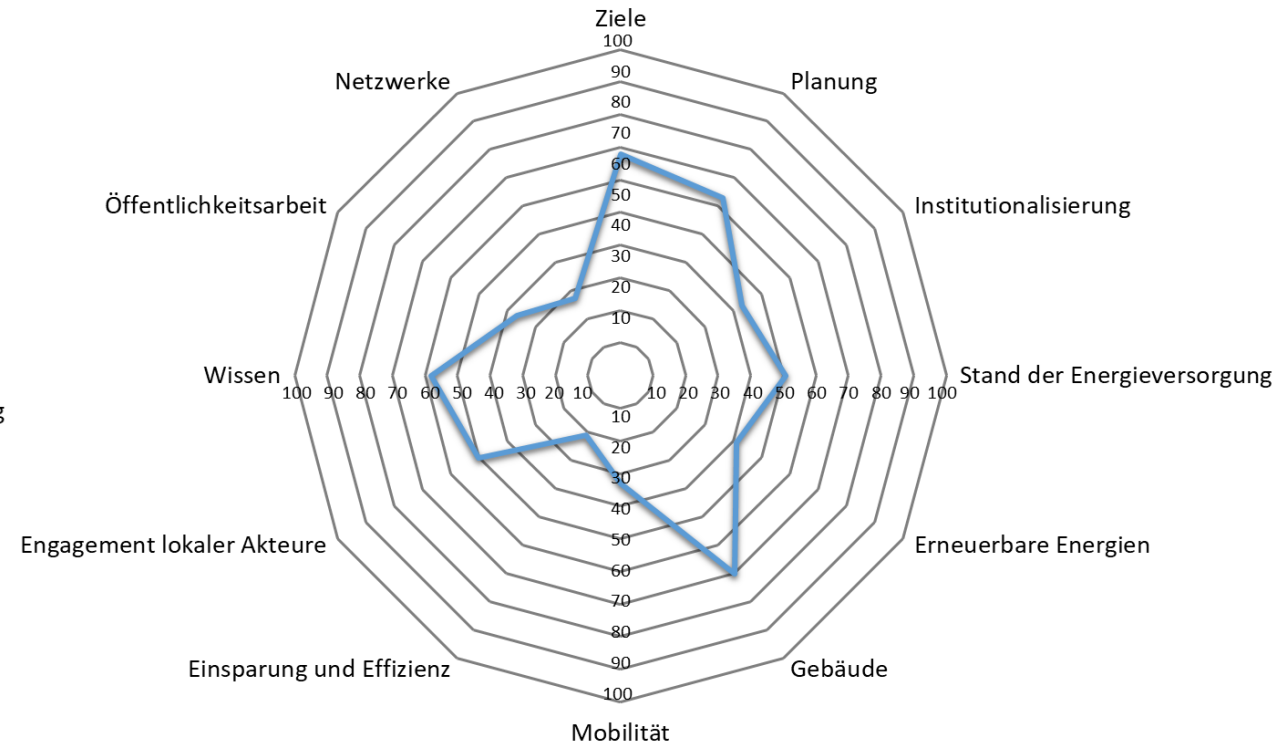 Ziele
100
Netzwerke
90
Planung
80
70
60
Öffentlichkeitsarbeit
50
Institutionalisierung
40
30
20
10
Wissen
Stand der Energieversorgung
100 90 80 70 60 50 40 30 20 10 10 20 30 40 50 60 70 80 90 100
g
10
20
30
40
50
Engagement lokaler Akteure
Erneuerbare Energien
60
70
80
90
Einsparung und Effizienz
Gebäude
100
Mobilität